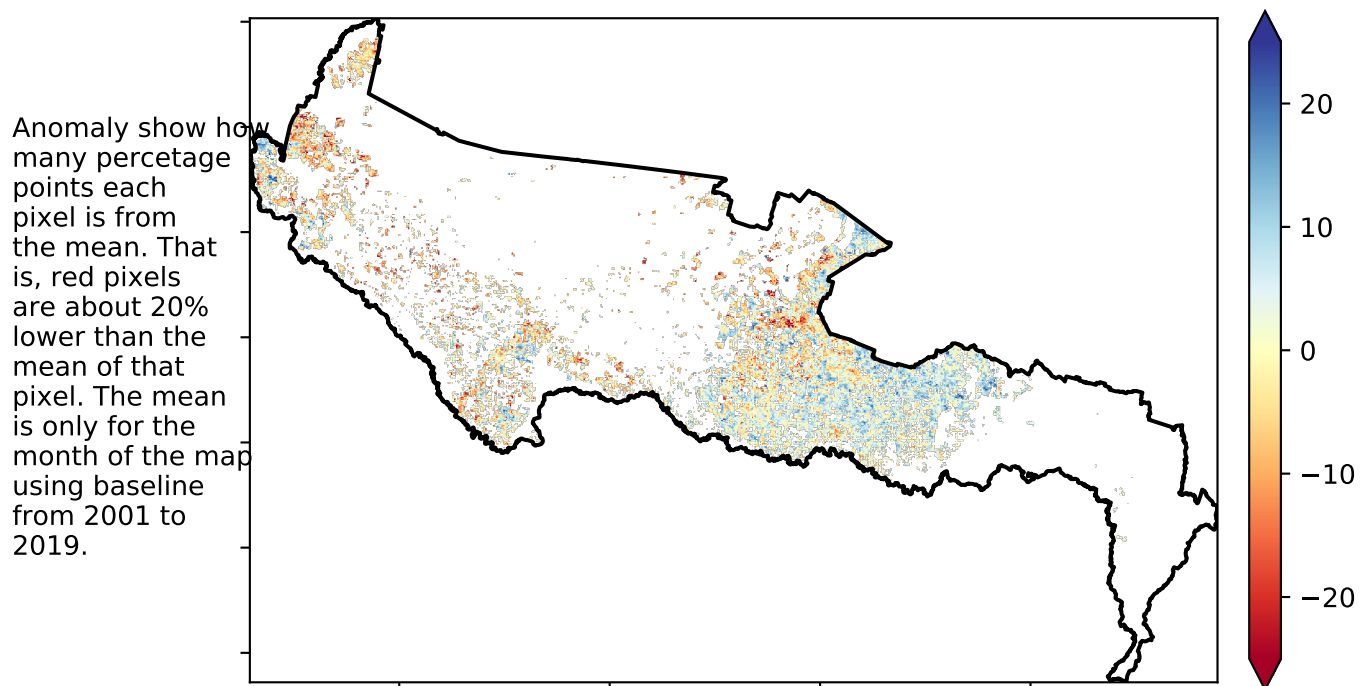 Anomaly show how
many percetage
points each
pixel is from
the mean. That
is, red pixels
are about 20%
lower than the
mean of that
pixel. The mean
is only for the
month of the map
using baseline
from 2001 to
2019.
20
10
0
−10
−20